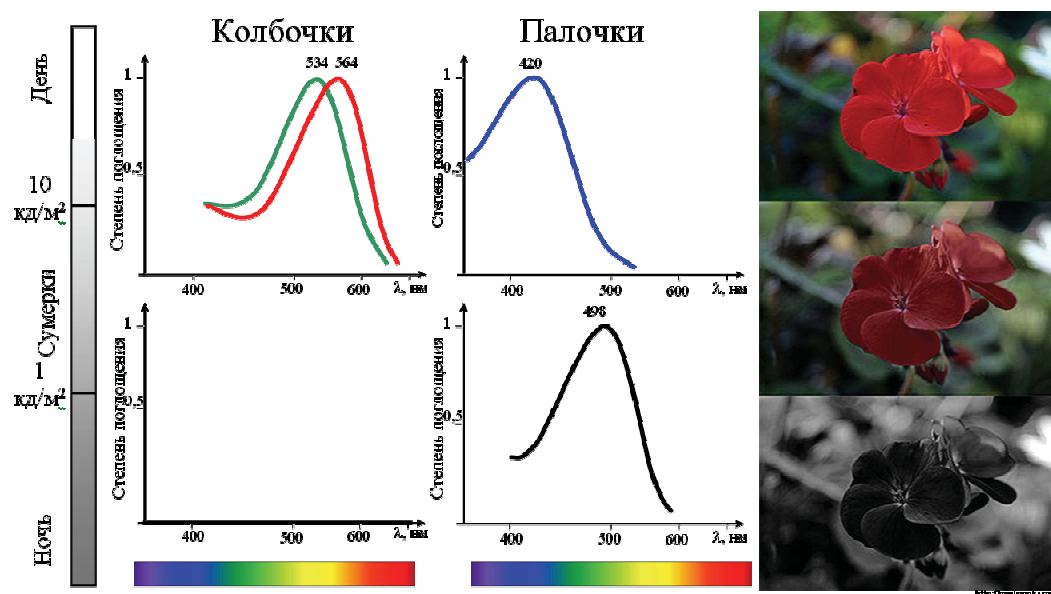 Колбочки
Палочки
День
10
кд/м²
Сумерки
1
кд/м²
Ночь
534 564
Степень поглощения
1
0,5
400 500 600 λ, нм
420
Степень поглощения
1
0,5
400 500 600 λ, нм
Степень поглощения
1
0,5
400 500 600 λ, нм
498
Степень поглощения
1
0,5
400 500 600 λ, нм